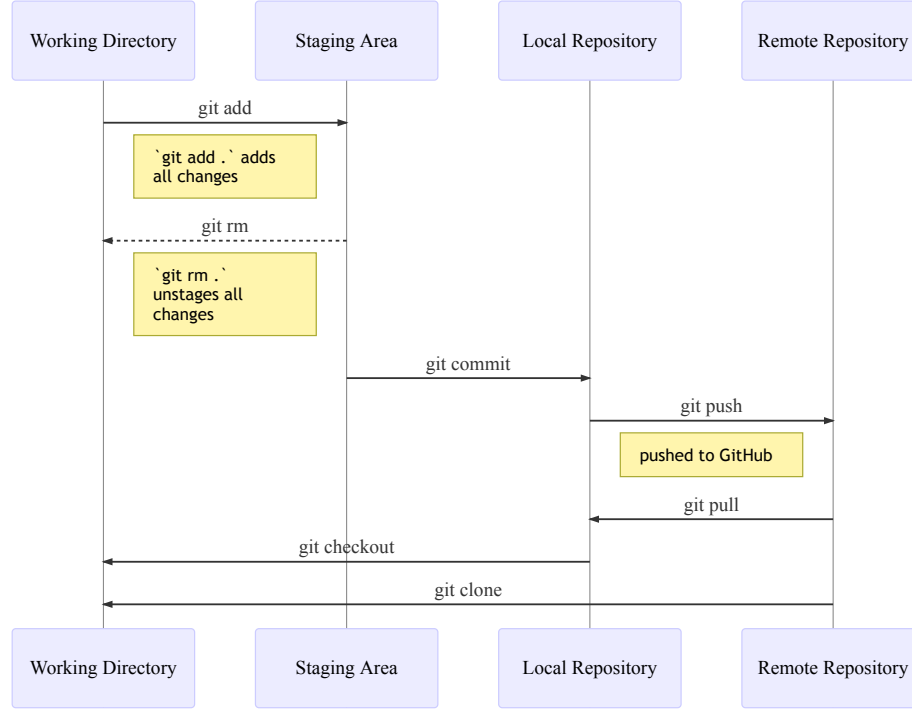 Working Directory
Staging Area
Local Repository
Remote Repository
git add
`git add .` adds
all changes
git rm
`git rm .`
unstages all
changes
git commit
git push
pushed to GitHub
git pull
git checkout
git clone
Working Directory
Staging Area
Local Repository
Remote Repository